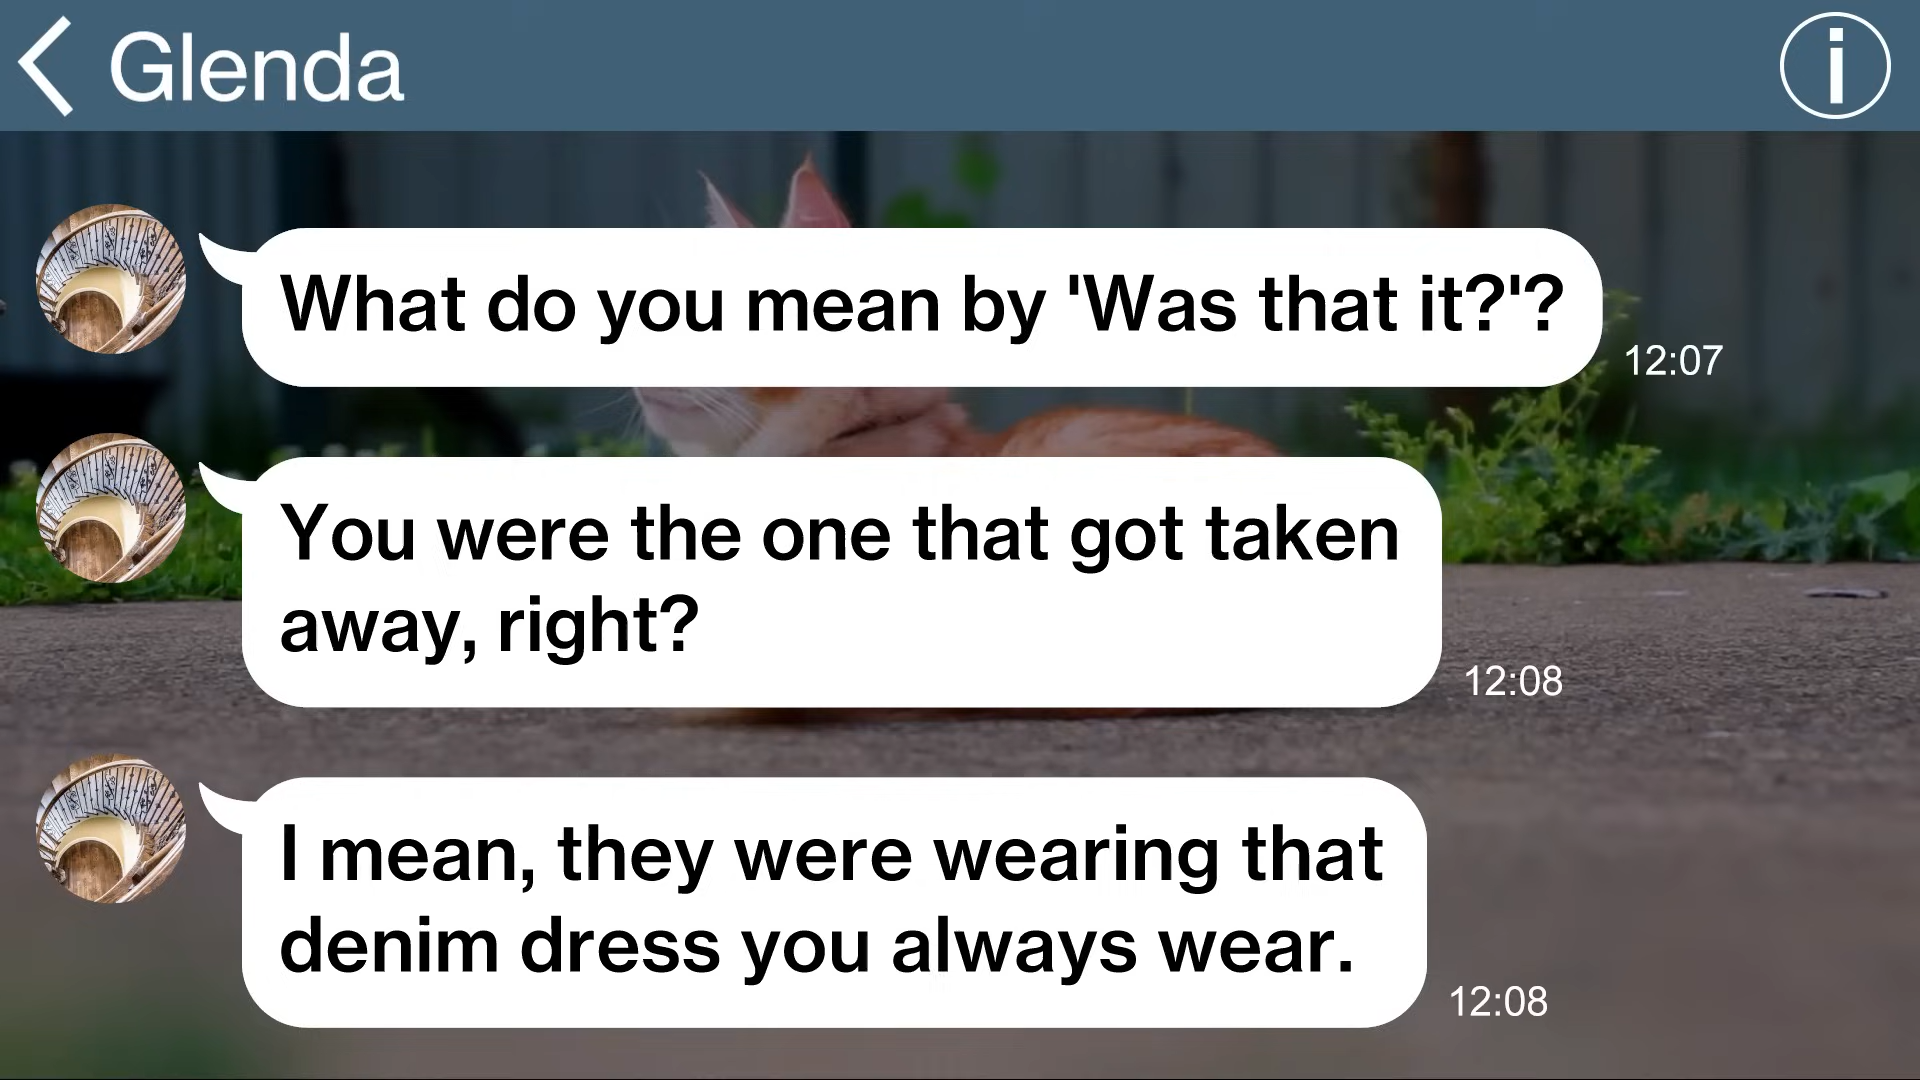 Glenda
What do you mean by 'Was that it?'?
12:07
You were the one that got taken
away, right?
12:08
I mean, they were wearing that
denim dress you always wear.
12:08